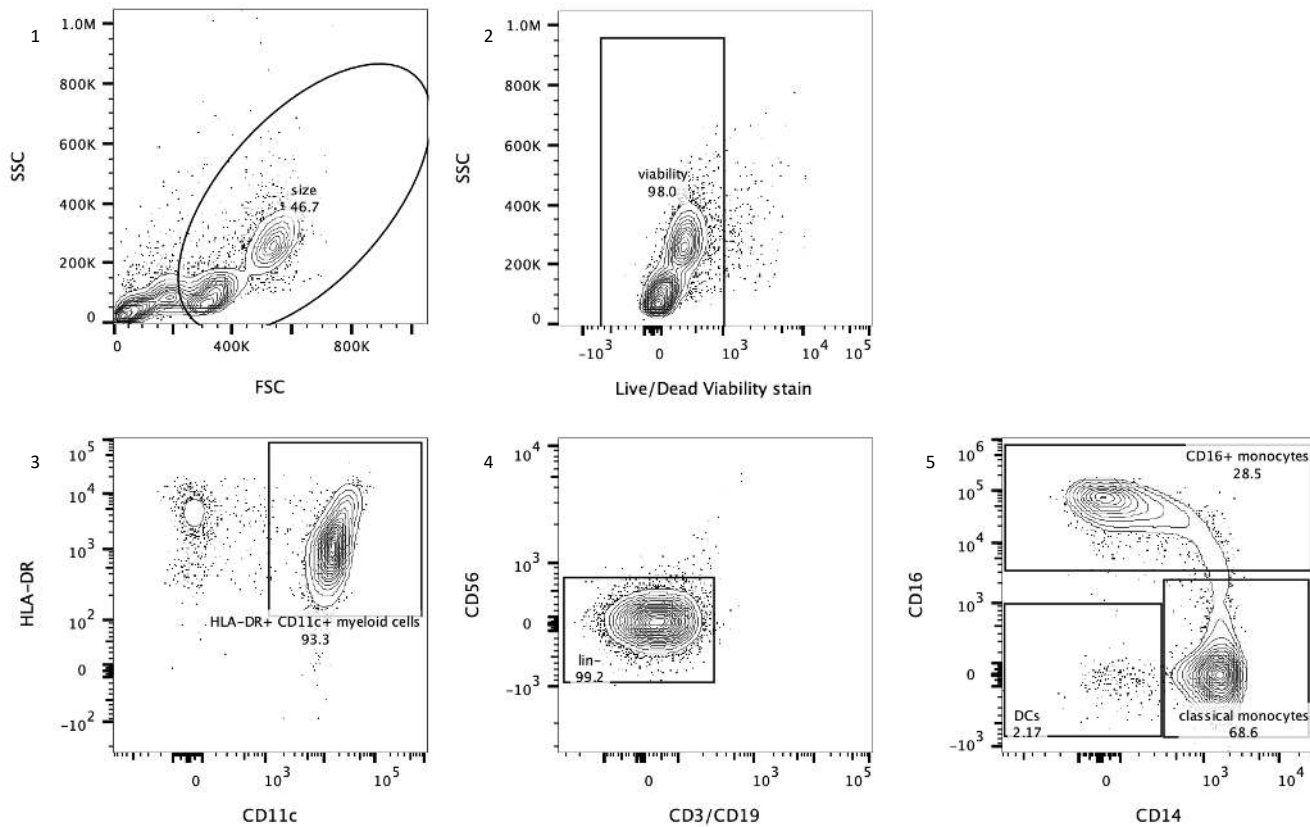 1
1.0M
800K
600K
400K
200K
0
SSC
size
46.7
0
400K
800K
FSC
2
1.0M
800K
600K
400K
200K
0
SSC
viability
98.0
-10³
0
10³
10⁴
10⁵
Live/Dead Viability stain
3
10⁵
10⁴
10³
10²
0
-10²
HLA-DR
HLA-DR+ CD11c+ myeloid cells
93.3
0
10³
10⁵
CD11c
4
10⁴
10³
0
-10³
CD56
lin-
99.2
0
10³
10⁴
10⁵
CD3/CD19
5
10⁶
10⁵
10⁴
10³
0
-10³
CD16
CD16+ monocytes
28.5
DCs
2.17
classical monocytes
68.6
0
10³
10⁴
CD14